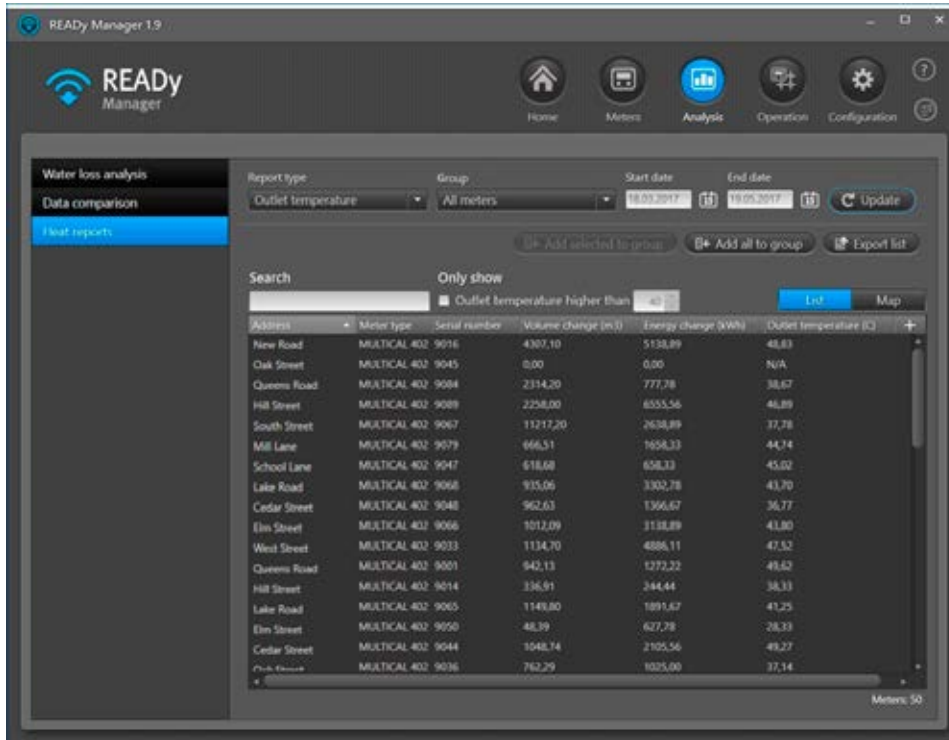 READy Manager 1.9
READy
Manager
Home Meters Analysis Operation Configuration
?
Water loss analysis
Data comparison
Heat reports
Report type Group Start date End date
Outlet temperature All meters 18.03.2017 19.05.2017 Update
Add selected to group Add all to group Export list
Search Only show
Outlet temperature higher than 40 List Map
Address Meter type Serial number Volume change (m3) Energy change (kWh) Outlet temperature (C) +
New Road MULTICAL 402 9016 4307,10 5138,89 48,83
Oak Street MULTICAL 402 9045 0,00 0,00 N/A
Queens Road MULTICAL 402 9084 2314,20 777,78 38,67
Hill Street MULTICAL 402 9089 2258,00 6555,56 46,89
South Street MULTICAL 402 9067 11217,20 2638,89 37,78
Mill Lane MULTICAL 402 9079 666,51 1658,33 44,74
School Lane MULTICAL 402 9047 618,68 658,33 45,02
Lake Road MULTICAL 402 9068 935,06 3302,78 43,70
Cedar Street MULTICAL 402 9048 962,63 1366,67 36,77
Elm Street MULTICAL 402 9066 1012,09 3138,89 43,80
West Street MULTICAL 402 9033 1134,70 4886,11 47,52
Queens Road MULTICAL 402 9001 942,13 1272,22 49,62
Hill Street MULTICAL 402 9014 336,91 244,44 38,33
Lake Road MULTICAL 402 9065 1149,80 1891,67 41,25
Elm Street MULTICAL 402 9050 48,39 627,78 28,33
Cedar Street MULTICAL 402 9044 1048,74 2105,56 49,27
Oak Street MULTICAL 402 9036 762,29 1025,00 37,14
Meters: 50